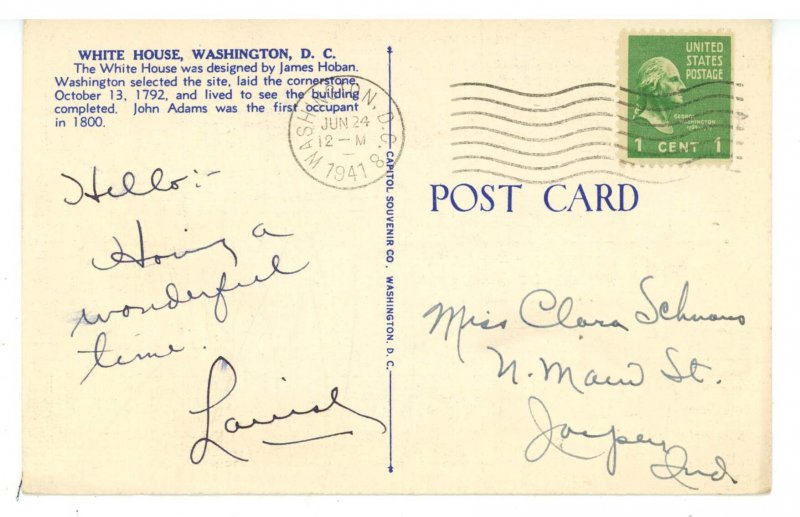 WHITE HOUSE, WASHINGTON, D. C.
The White House was designed by James Hoban.
Washington selected the site, laid the cornerstone,
October 13, 1792, and lived to see the building
completed. John Adams was the first occupant
in 1800.
WASHINGTON, D.C. 8
JUN 24
12 - M
1941
UNITED
STATES
POSTAGE
GEORGE
WASHINGTON
1 CENT 1
CAPITOL SOUVENIR CO. WASHINGTON, D. C.
POST CARD
Hello:-
Having a
wonderful
time.
Miss Clara
N. Main St.
Jasper
Ind.